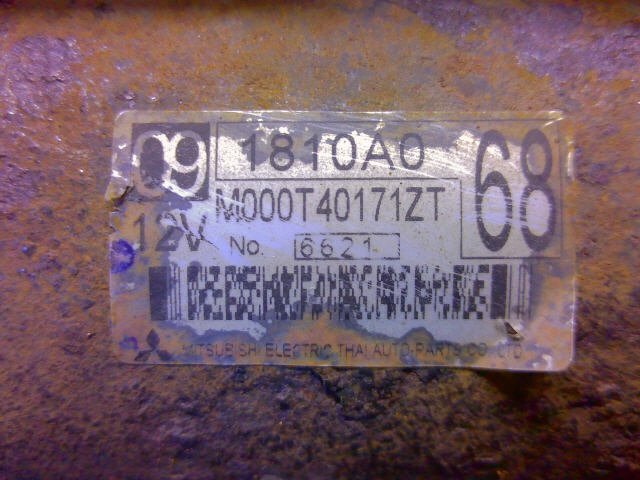 09 1810A0 68
M000T40171ZT
12V No. 6621
MITSUBISHI ELECTRIC THAI AUTO-PARTS CO., LTD.